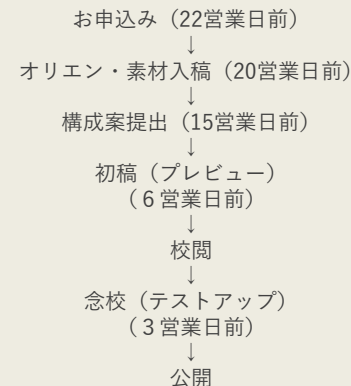 お申込み（22営業日前）
↓
オリエン・素材入稿（20営業日前）
↓
構成案提出（15営業日前）
↓
初稿（プレビュー）
（６営業日前）
↓
校閲
↓
念校（テストアップ）
（３営業日前）
↓
公開